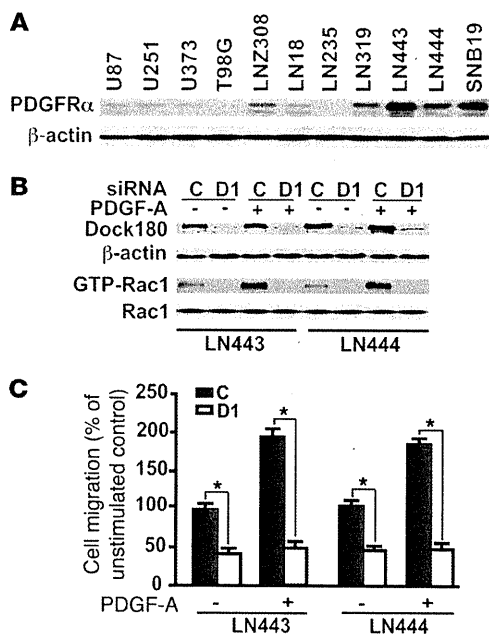 A
U87 U251 U373 T98G LNZ308 LN18 LN235 LN319 LN443 LN444 SNB19
PDGFRα
β-actin
B
siRNA C D1 C D1 C D1 C D1
PDGF-A - - + + - - + +
Dock180
β-actin
GTP-Rac1
Rac1
LN443 LN444
C
Cell migration (% of
unstimulated control)
250
200
150
100
50
0
C
D1
* * * *
PDGF-A - + - +
LN443 LN444